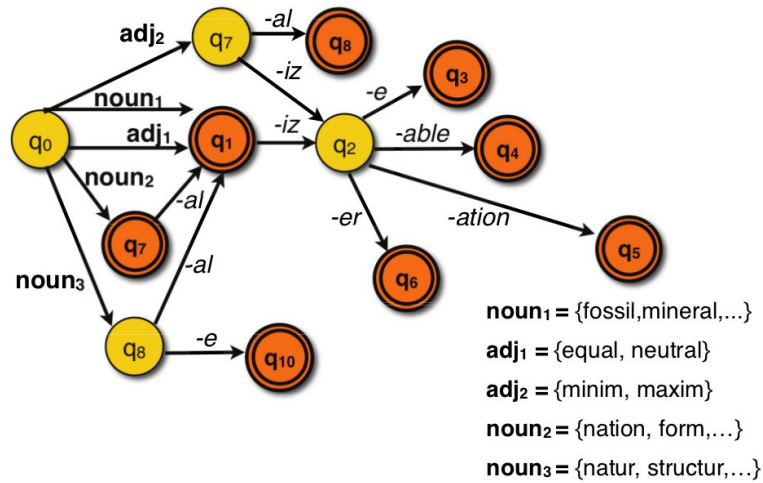 adj2
q7
-al
q8
-iz
-e
q3
noun1
q0
adj1
q1
-iz
q2
-able
q4
noun2
-al
q7
-er
-ation
q5
noun3
-al
q6
q8
-e
q10
noun1 = {fossil,mineral,...}
adj1 = {equal, neutral}
adj2 = {minim, maxim}
noun2 = {nation, form,…}
noun3 = {natur, structur,…}